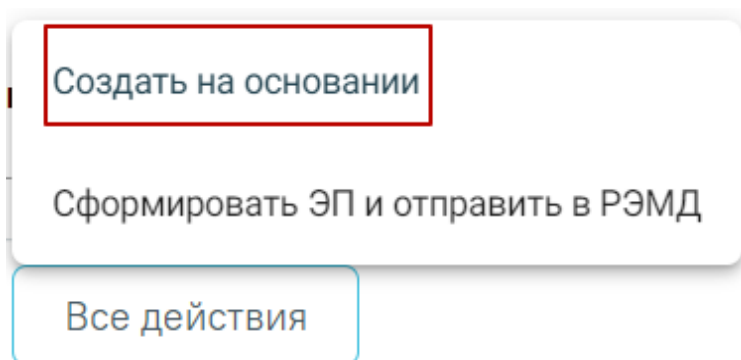 Создать на основании
Сформировать ЭП и отправить в РЭМД
Все действия